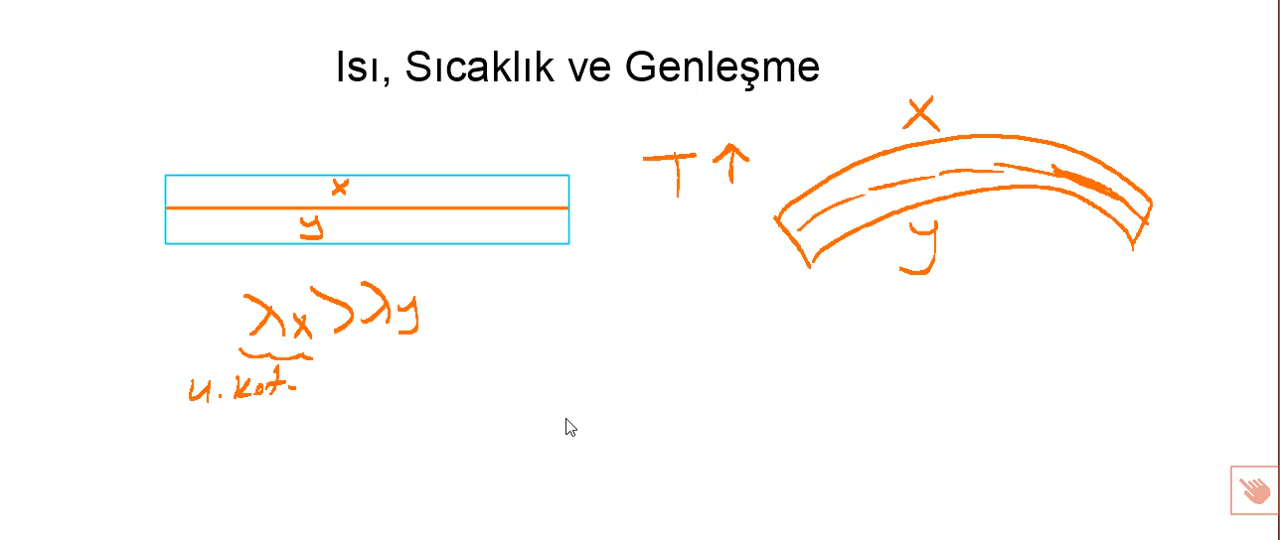 Isı, Sıcaklık ve Genleşme
x
T ↑
x
y
y
λx > λy
u. kat.